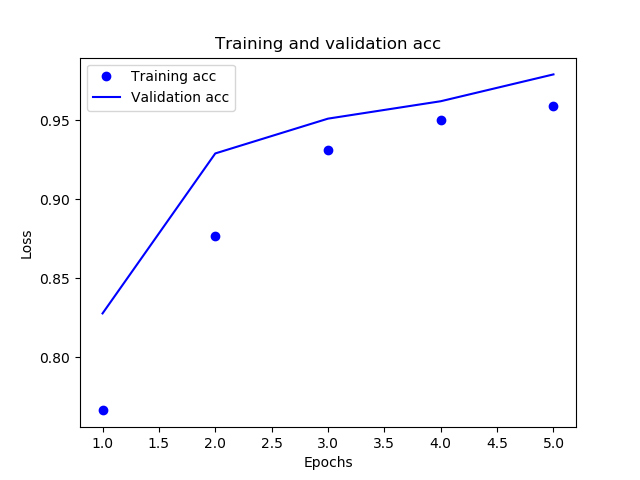 Training and validation acc
Training acc
Validation acc
0.95
0.90
0.85
0.80
Loss
1.0 1.5 2.0 2.5 3.0 3.5 4.0 4.5 5.0
Epochs